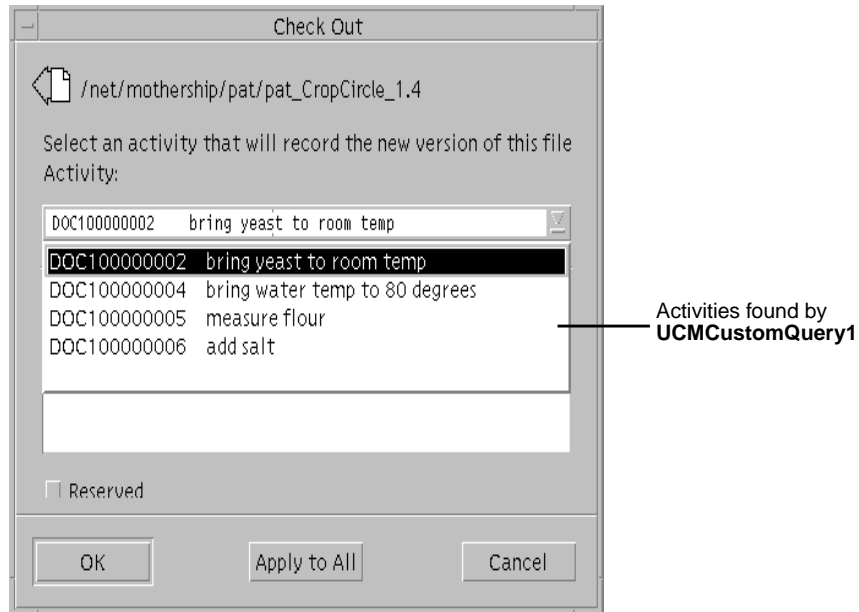 Check Out
/net/mothership/pat/pat_CropCircle_1.4
Select an activity that will record the new version of this file
Activity:
DOC100000002 bring yeast to room temp
DOC100000002 bring yeast to room temp
DOC100000004 bring water temp to 80 degrees
DOC100000005 measure flour
DOC100000006 add salt
Activities found by
UCMCustomQuery1
Reserved
OK Apply to All Cancel